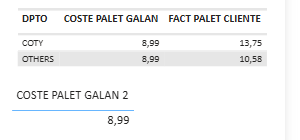 DPTO COSTE PALET GALAN FACT PALET CLIENTE
COTY 8,99 13,75
OTHERS 8,99 10,58
COSTE PALET GALAN 2
8,99